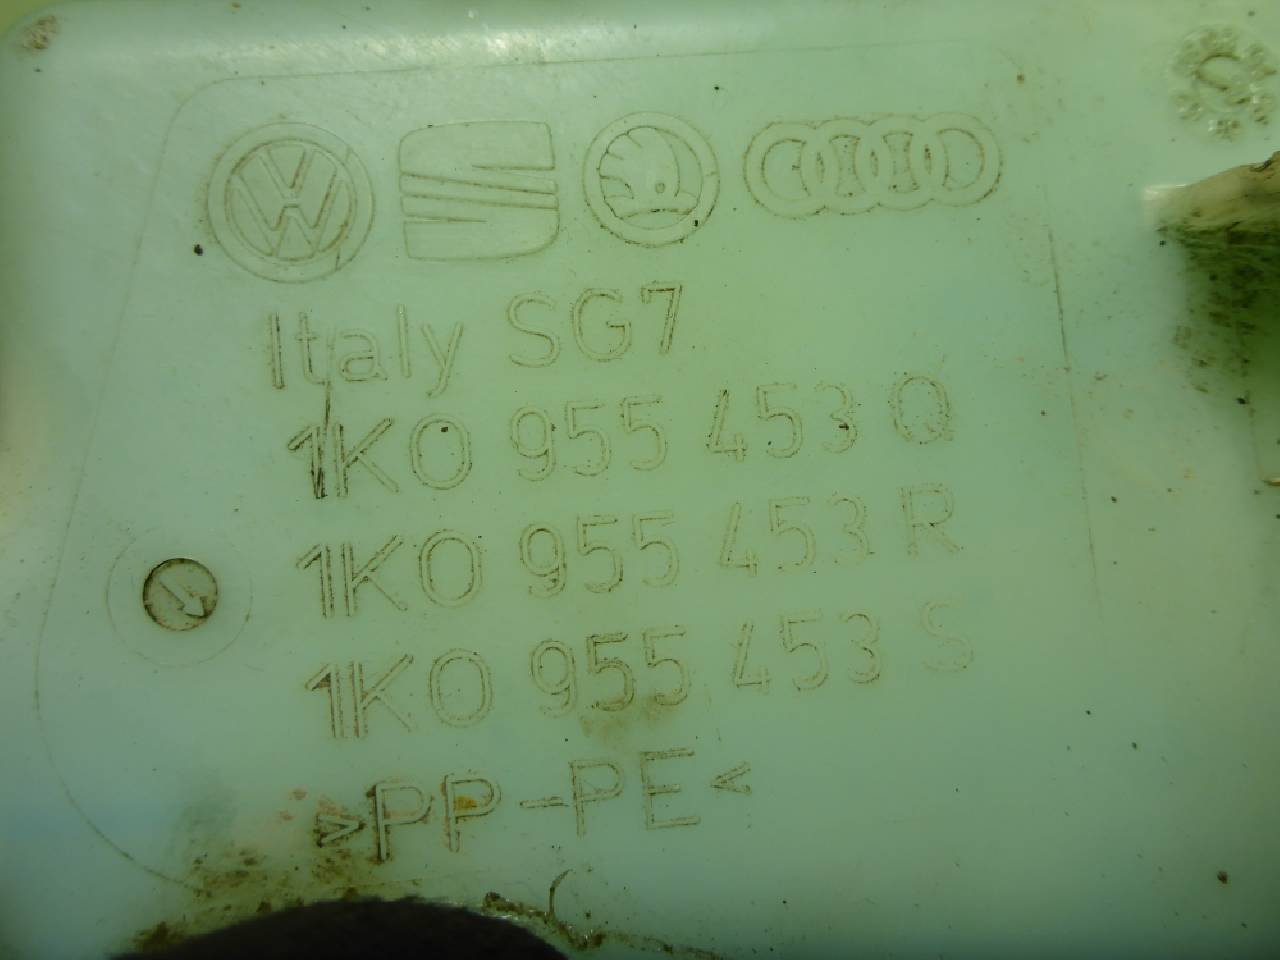 Italy SG7
1K0 955 453 Q
1K0 955 453 R
1K0 955 453 S
>PP-PE<